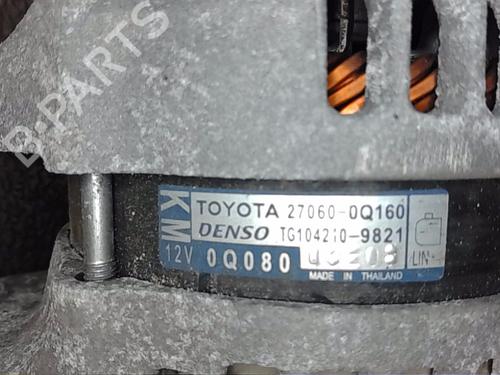 B-PARTS
KM
TOYOTA 27060-0Q160
DENSO TG104210-9821
12V 0Q080 LIN
MADE IN THAILAND